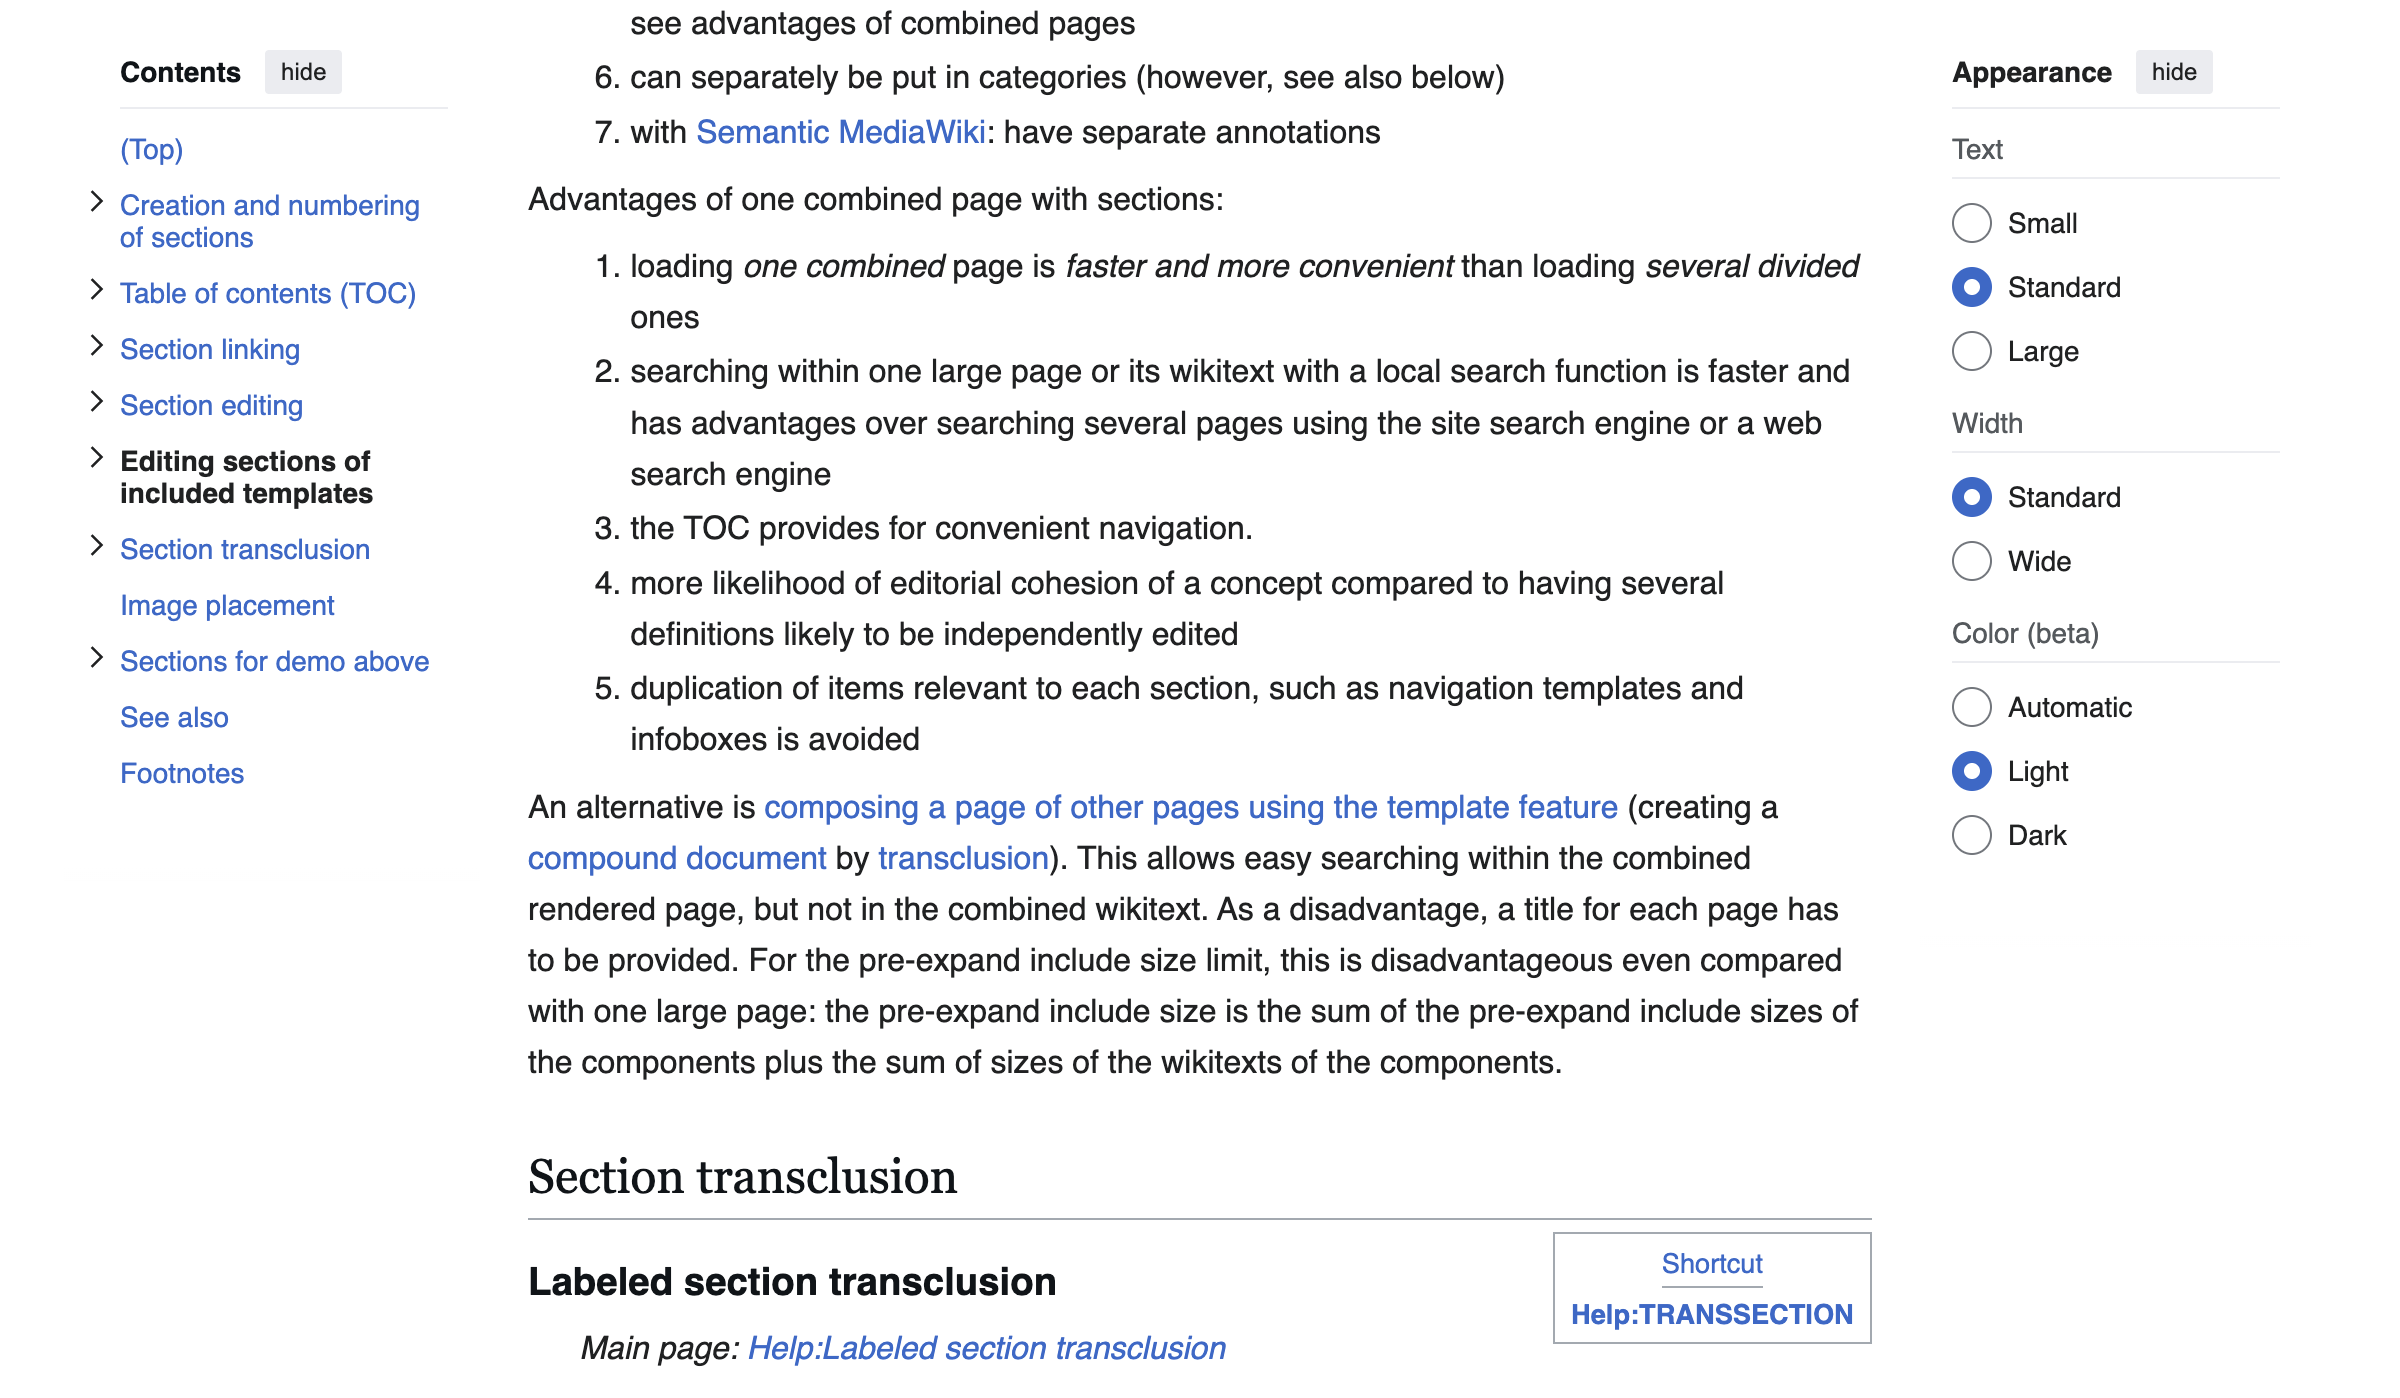 Contents hide
(Top)
Creation and numbering
of sections
Table of contents (TOC)
Section linking
Section editing
Editing sections of
included templates
Section transclusion
Image placement
Sections for demo above
See also
Footnotes
see advantages of combined pages
6. can separately be put in categories (however, see also below)
7. with Semantic MediaWiki: have separate annotations
Advantages of one combined page with sections:
1. loading one combined page is faster and more convenient than loading several divided
ones
2. searching within one large page or its wikitext with a local search function is faster and
has advantages over searching several pages using the site search engine or a web
search engine
3. the TOC provides for convenient navigation.
4. more likelihood of editorial cohesion of a concept compared to having several
definitions likely to be independently edited
5. duplication of items relevant to each section, such as navigation templates and
infoboxes is avoided
An alternative is composing a page of other pages using the template feature (creating a
compound document by transclusion). This allows easy searching within the combined
rendered page, but not in the combined wikitext. As a disadvantage, a title for each page has
to be provided. For the pre-expand include size limit, this is disadvantageous even compared
with one large page: the pre-expand include size is the sum of the pre-expand include sizes of
the components plus the sum of sizes of the wikitexts of the components.
Section transclusion
Labeled section transclusion
Main page: Help:Labeled section transclusion
Shortcut
Help:TRANSSECTION
Appearance hide
Text
Small
Standard
Large
Width
Standard
Wide
Color (beta)
Automatic
Light
Dark